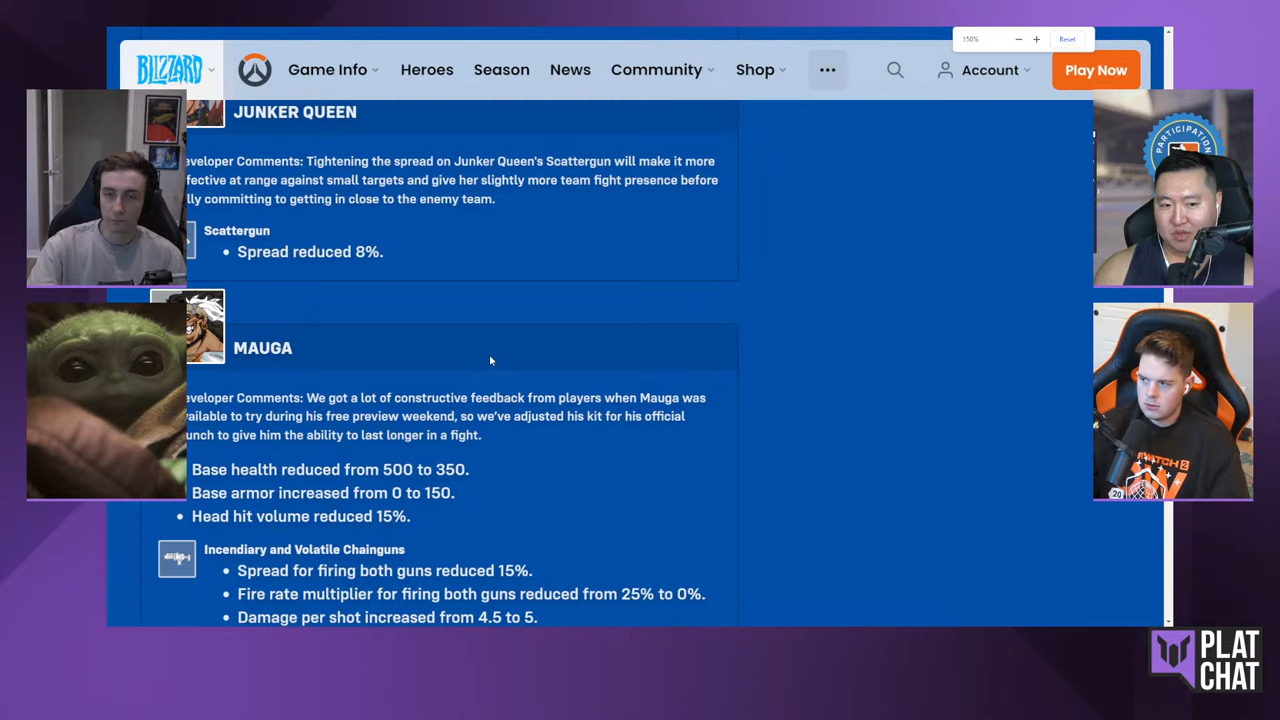 150%
Reset
BLIZZARD
Game Info
Heroes
Season
News
Community
Shop
Account
Play Now
JUNKER QUEEN
eveloper Comments: Tightening the spread on Junker Queen's Scattergun will make it more
ffective at range against small targets and give her slightly more team fight presence before
lly committing to getting in close to the enemy team.
Scattergun
Spread reduced 8%.
MAUGA
eveloper Comments: We got a lot of constructive feedback from players when Mauga was
vailable to try during his free preview weekend, so we've adjusted his kit for his official
unch to give him the ability to last longer in a fight.
Base health reduced from 500 to 350.
Base armor increased from 0 to 150.
Head hit volume reduced 15%.
Incendiary and Volatile Chainguns
Spread for firing both guns reduced 15%.
Fire rate multiplier for firing both guns reduced from 25% to 0%.
Damage per shot increased from 4.5 to 5.
PARTICIPATION
20
PLAT
CHAT